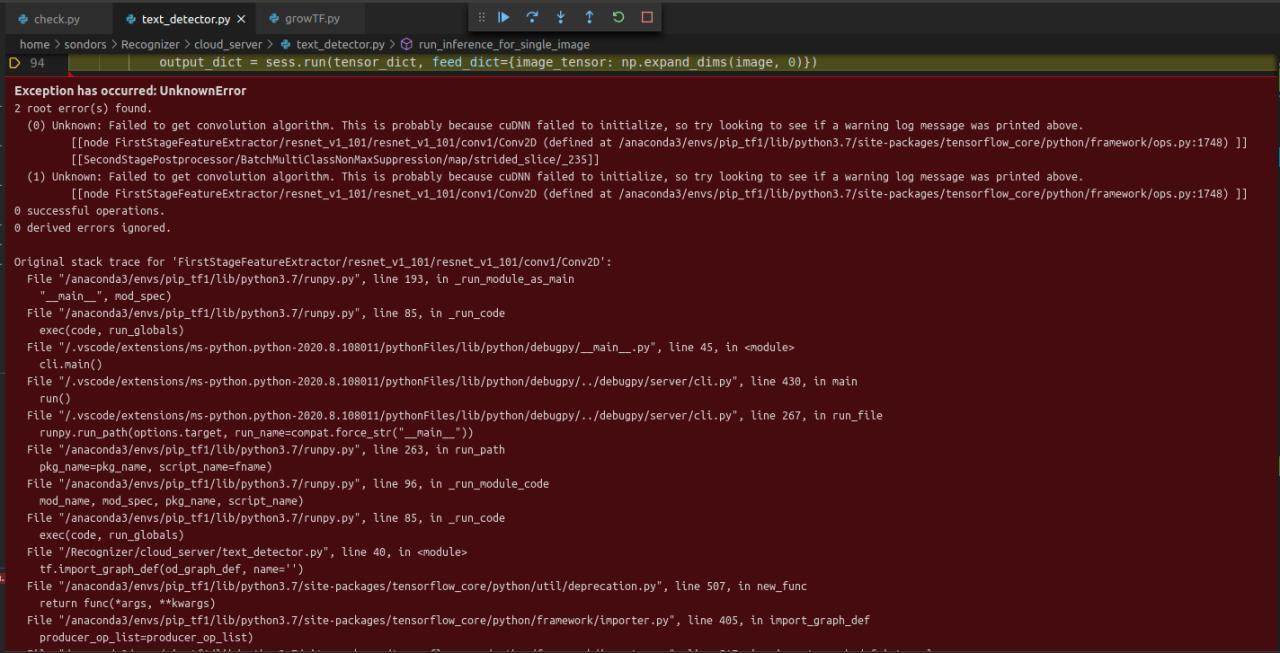 check.py text_detector.py growTF.py
home > sondors > Recognizer > cloud_server > text_detector.py > run_inference_for_single_image
94 output_dict = sess.run(tensor_dict, feed_dict={image_tensor: np.expand_dims(image, 0)})
Exception has occurred: UnknownError
2 root error(s) found.
(0) Unknown: Failed to get convolution algorithm. This is probably because cuDNN failed to initialize, so try looking to see if a warning log message was printed above.
[[node FirstStageFeatureExtractor/resnet_v1_101/resnet_v1_101/conv1/Conv2D (defined at /anaconda3/envs/pip_tf1/lib/python3.7/site-packages/tensorflow_core/python/framework/ops.py:1748) ]]
[[SecondStagePostprocessor/BatchMultiClassNonMaxSuppression/map/strided_slice/_235]]
(1) Unknown: Failed to get convolution algorithm. This is probably because cuDNN failed to initialize, so try looking to see if a warning log message was printed above.
[[node FirstStageFeatureExtractor/resnet_v1_101/resnet_v1_101/conv1/Conv2D (defined at /anaconda3/envs/pip_tf1/lib/python3.7/site-packages/tensorflow_core/python/framework/ops.py:1748) ]]
0 successful operations.
0 derived errors ignored.
Original stack trace for 'FirstStageFeatureExtractor/resnet_v1_101/resnet_v1_101/conv1/Conv2D':
File "/anaconda3/envs/pip_tf1/lib/python3.7/runpy.py", line 193, in _run_module_as_main
"__main__", mod_spec)
File "/anaconda3/envs/pip_tf1/lib/python3.7/runpy.py", line 85, in _run_code
exec(code, run_globals)
File "/.vscode/extensions/ms-python.python-2020.8.108011/pythonFiles/lib/python/debugpy/__main__.py", line 45, in <module>
cli.main()
File "/.vscode/extensions/ms-python.python-2020.8.108011/pythonFiles/lib/python/debugpy/../debugpy/server/cli.py", line 430, in main
run()
File "/.vscode/extensions/ms-python.python-2020.8.108011/pythonFiles/lib/python/debugpy/../debugpy/server/cli.py", line 267, in run_file
runpy.run_path(options.target, run_name=compat.force_str("__main__"))
File "/anaconda3/envs/pip_tf1/lib/python3.7/runpy.py", line 263, in run_path
pkg_name=pkg_name, script_name=fname)
File "/anaconda3/envs/pip_tf1/lib/python3.7/runpy.py", line 96, in _run_module_code
mod_name, mod_spec, pkg_name, script_name)
File "/anaconda3/envs/pip_tf1/lib/python3.7/runpy.py", line 85, in _run_code
exec(code, run_globals)
File "/Recognizer/cloud_server/text_detector.py", line 40, in <module>
tf.import_graph_def(od_graph_def, name='')
File "/anaconda3/envs/pip_tf1/lib/python3.7/site-packages/tensorflow_core/python/util/deprecation.py", line 507, in new_func
return func(*args, **kwargs)
File "/anaconda3/envs/pip_tf1/lib/python3.7/site-packages/tensorflow_core/python/framework/importer.py", line 405, in import_graph_def
producer_op_list=producer_op_list)